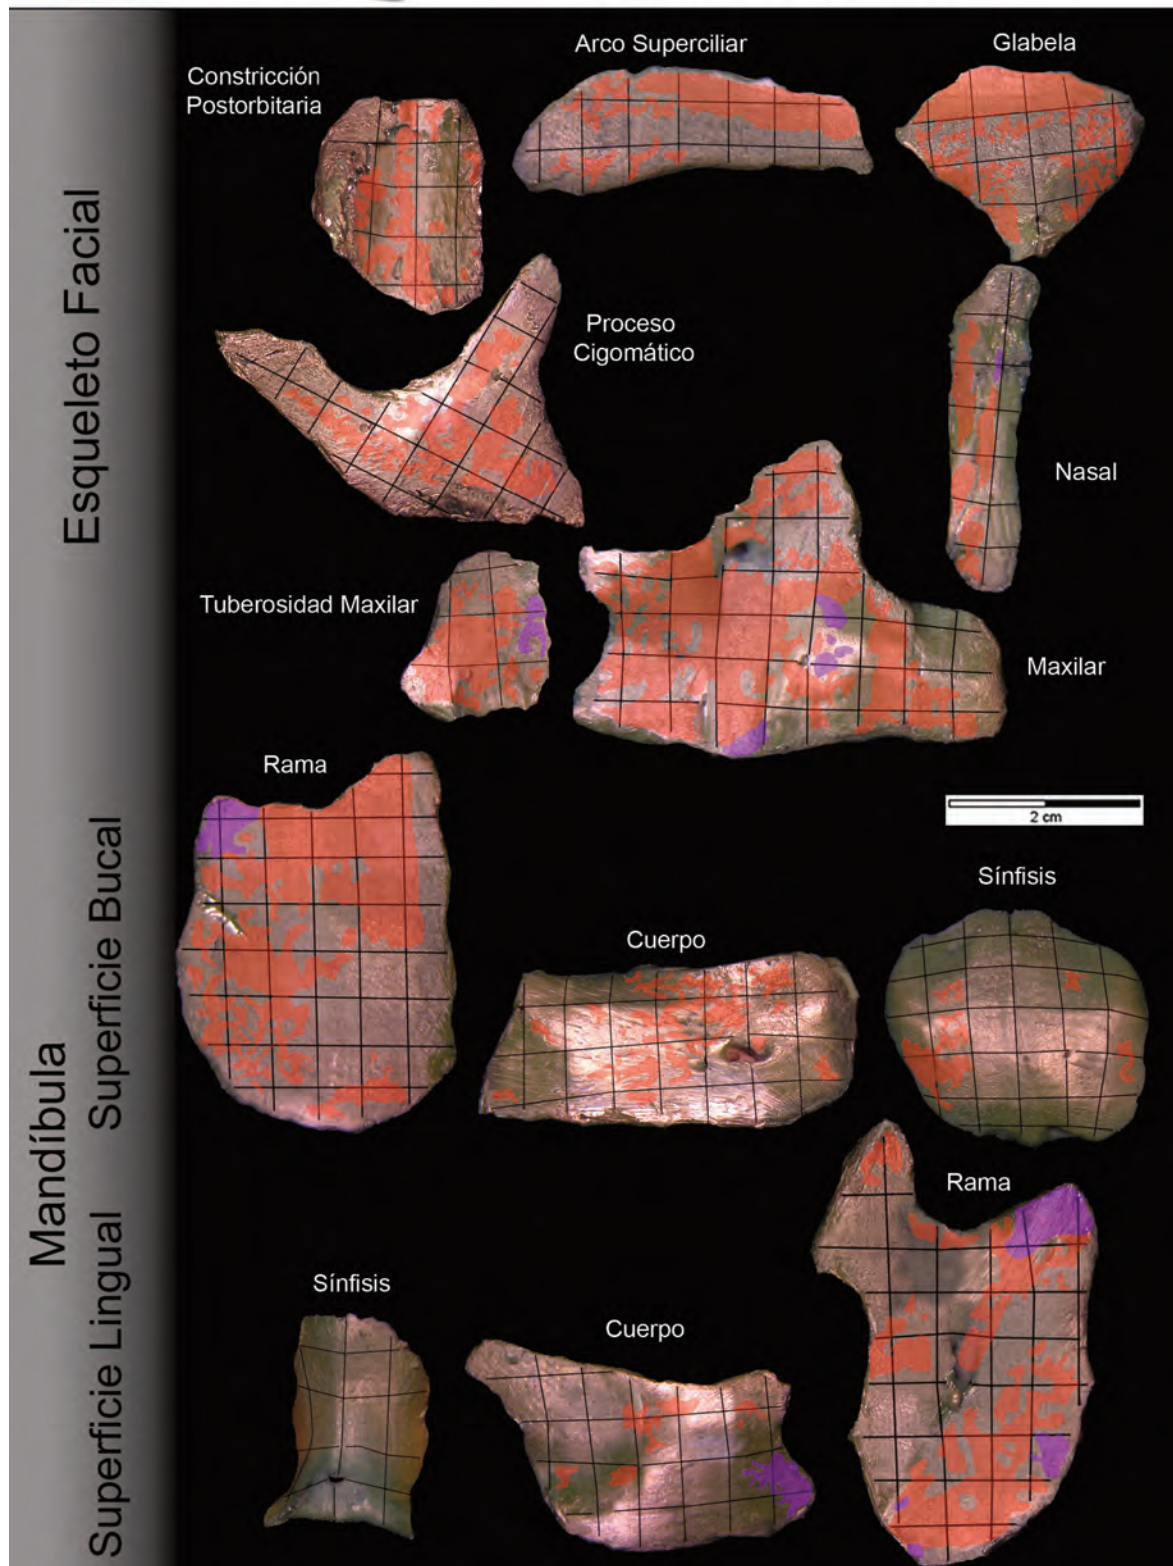 Esqueleto Facial
Constricción
Postorbitaria
Arco Superciliar
Glabela
Proceso
Cigomático
Nasal
Tuberosidad Maxilar
Maxilar
2 cm
Mandíbula
Superficie Bucal
Rama
Cuerpo
Sínfisis
Superficie Lingual
Sínfisis
Cuerpo
Rama